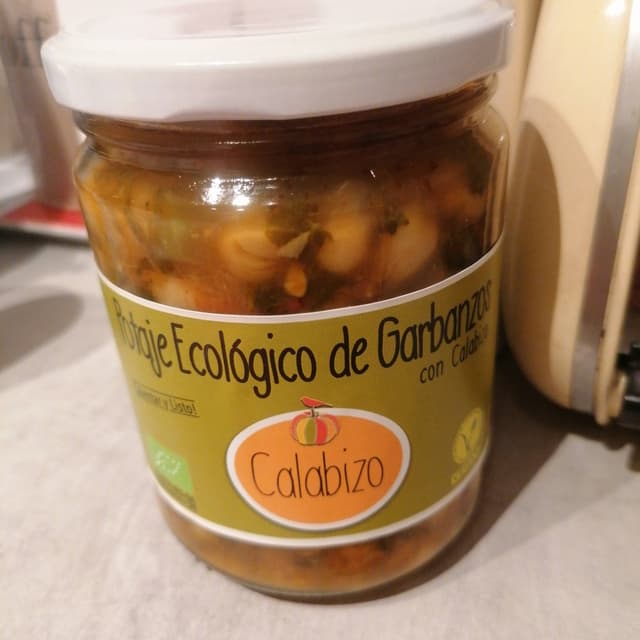 Potaje Ecológico de Garbanzos
con Calabizo
¡Calentar y Listo!
Calabizo